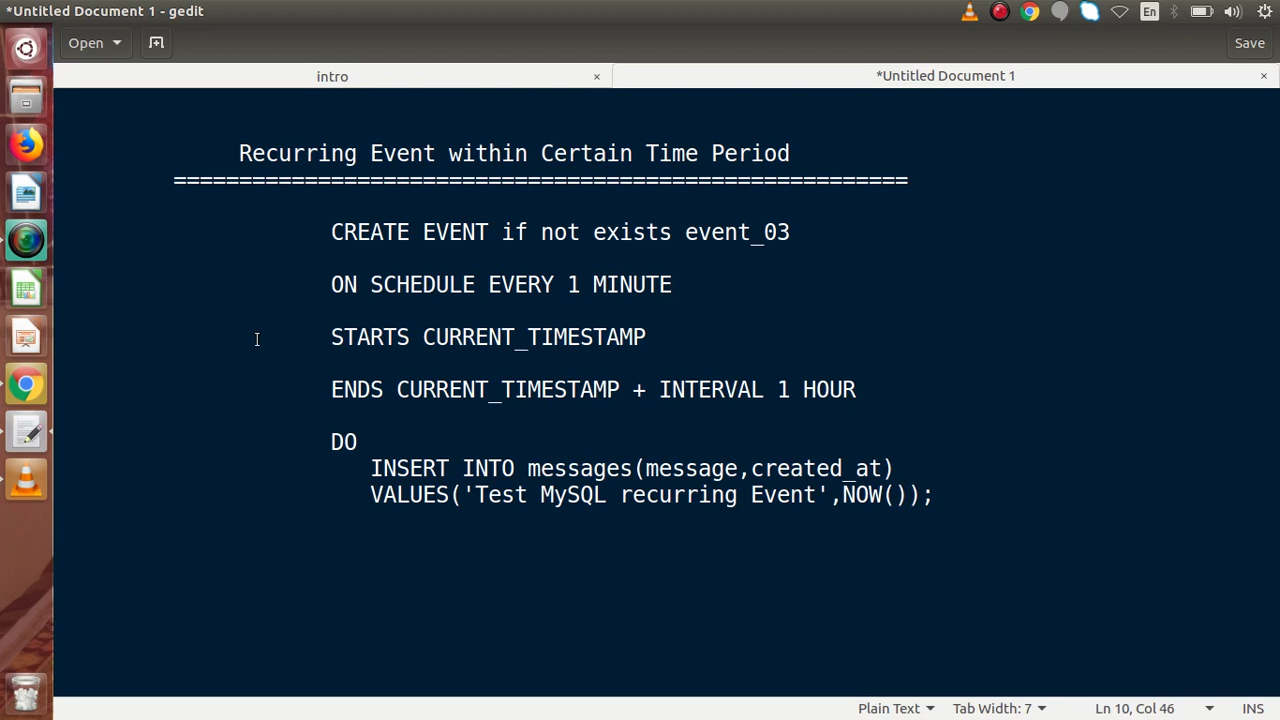 *Untitled Document 1 - gedit
En
Open
Save
intro
*Untitled Document 1
Recurring Event within Certain Time Period
========================================================
CREATE EVENT if not exists event_03
ON SCHEDULE EVERY 1 MINUTE
STARTS CURRENT_TIMESTAMP
ENDS CURRENT_TIMESTAMP + INTERVAL 1 HOUR
DO
INSERT INTO messages(message,created_at)
VALUES('Test MySQL recurring Event',NOW());
Plain Text
Tab Width: 7
Ln 10, Col 46
INS